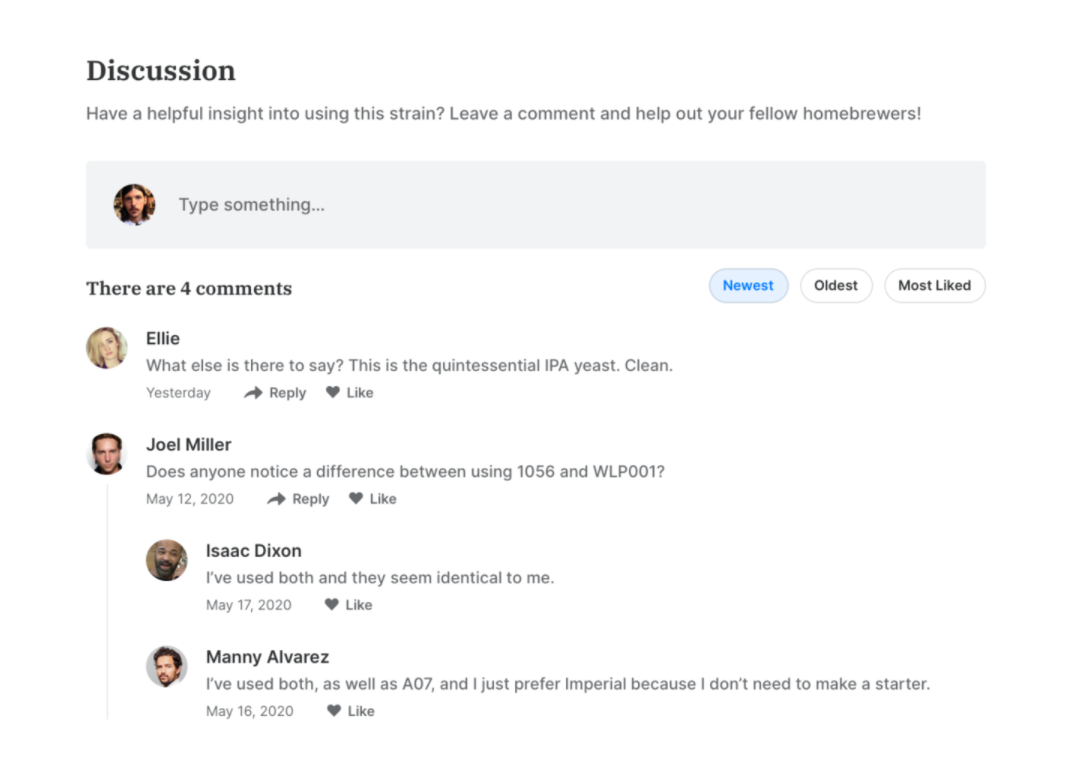 Discussion
Have a helpful insight into using this strain? Leave a comment and help out your fellow homebrewers!
Type something...
There are 4 comments
Newest
Oldest
Most Liked
Ellie
What else is there to say? This is the quintessential IPA yeast. Clean.
Yesterday Reply Like
Joel Miller
Does anyone notice a difference between using 1056 and WLP001?
May 12, 2020 Reply Like
Isaac Dixon
I’ve used both and they seem identical to me.
May 17, 2020 Like
Manny Alvarez
I’ve used both, as well as A07, and I just prefer Imperial because I don’t need to make a starter.
May 16, 2020 Like